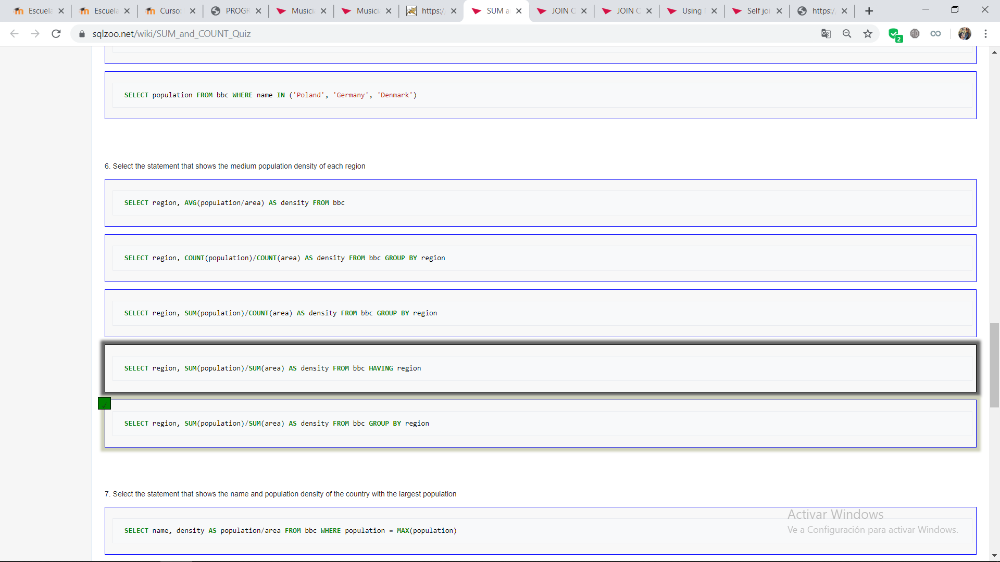 Escuela
Escuela
Curso:
PROGR
Musici
Musici
https:/
SUM a
JOIN C
JOIN C
Using
Self joi
https:/
sqlzoo.net/wiki/SUM_and_COUNT_Quiz
2
SELECT population FROM bbc WHERE name IN ('Poland', 'Germany', 'Denmark')
6. Select the statement that shows the medium population density of each region
SELECT region, AVG(population/area) AS density FROM bbc
SELECT region, COUNT(population)/COUNT(area) AS density FROM bbc GROUP BY region
SELECT region, SUM(population)/COUNT(area) AS density FROM bbc GROUP BY region
SELECT region, SUM(population)/SUM(area) AS density FROM bbc HAVING region
SELECT region, SUM(population)/SUM(area) AS density FROM bbc GROUP BY region
7. Select the statement that shows the name and population density of the country with the largest population
SELECT name, density AS population/area FROM bbc WHERE population = MAX(population)
Activar Windows
Ve a Configuración para activar Windows.